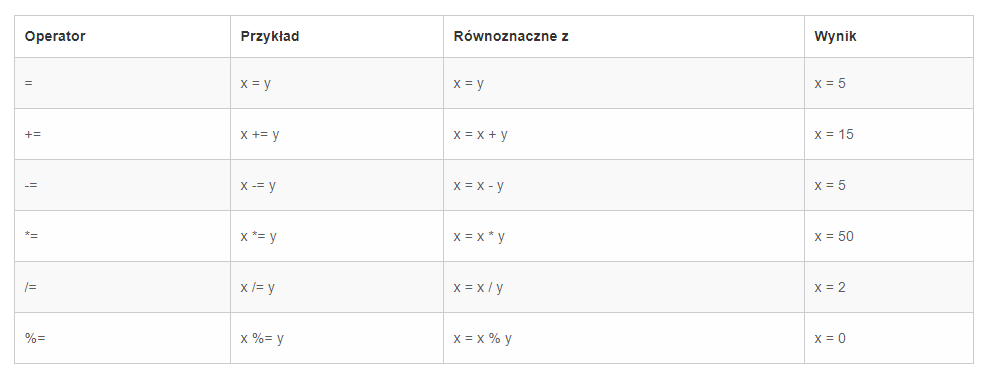 Operator Przykład Równoznaczne z Wynik
= x = y x = y x = 5
+= x += y x = x + y x = 15
-= x -= y x = x - y x = 5
*= x *= y x = x * y x = 50
/= x /= y x = x / y x = 2
%= x %= y x = x % y x = 0